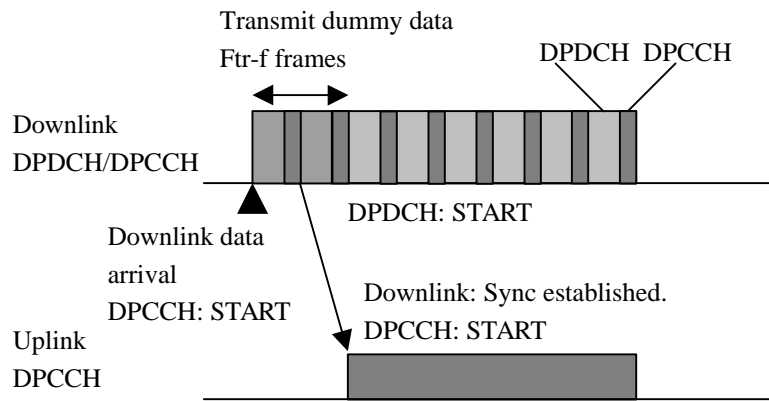 Transmit dummy data
Ftr-f frames
DPDCH DPCCH
Downlink
DPDCH/DPCCH
DPDCH: START
Downlink data
arrival
DPCCH: START
Downlink: Sync established.
DPCCH: START
Uplink
DPCCH